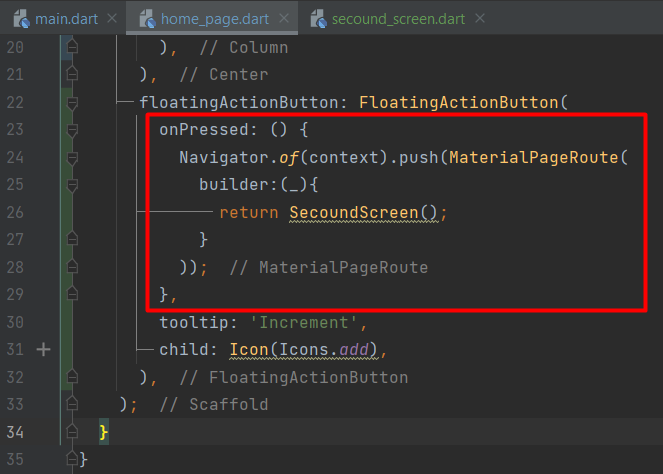 main.dart × home_page.dart × secound_screen.dart ×
20 ), // Column
21 ), // Center
22 floatingActionButton: FloatingActionButton(
23 onPressed: () {
24 Navigator.of(context).push(MaterialPageRoute(
25 builder:(_){
26 return SecoundScreen();
27 }
28 )); // MaterialPageRoute
29 },
30 tooltip: 'Increment',
31 child: Icon(Icons.add),
32 ), // FloatingActionButton
33 ); // Scaffold
34 }
35 }